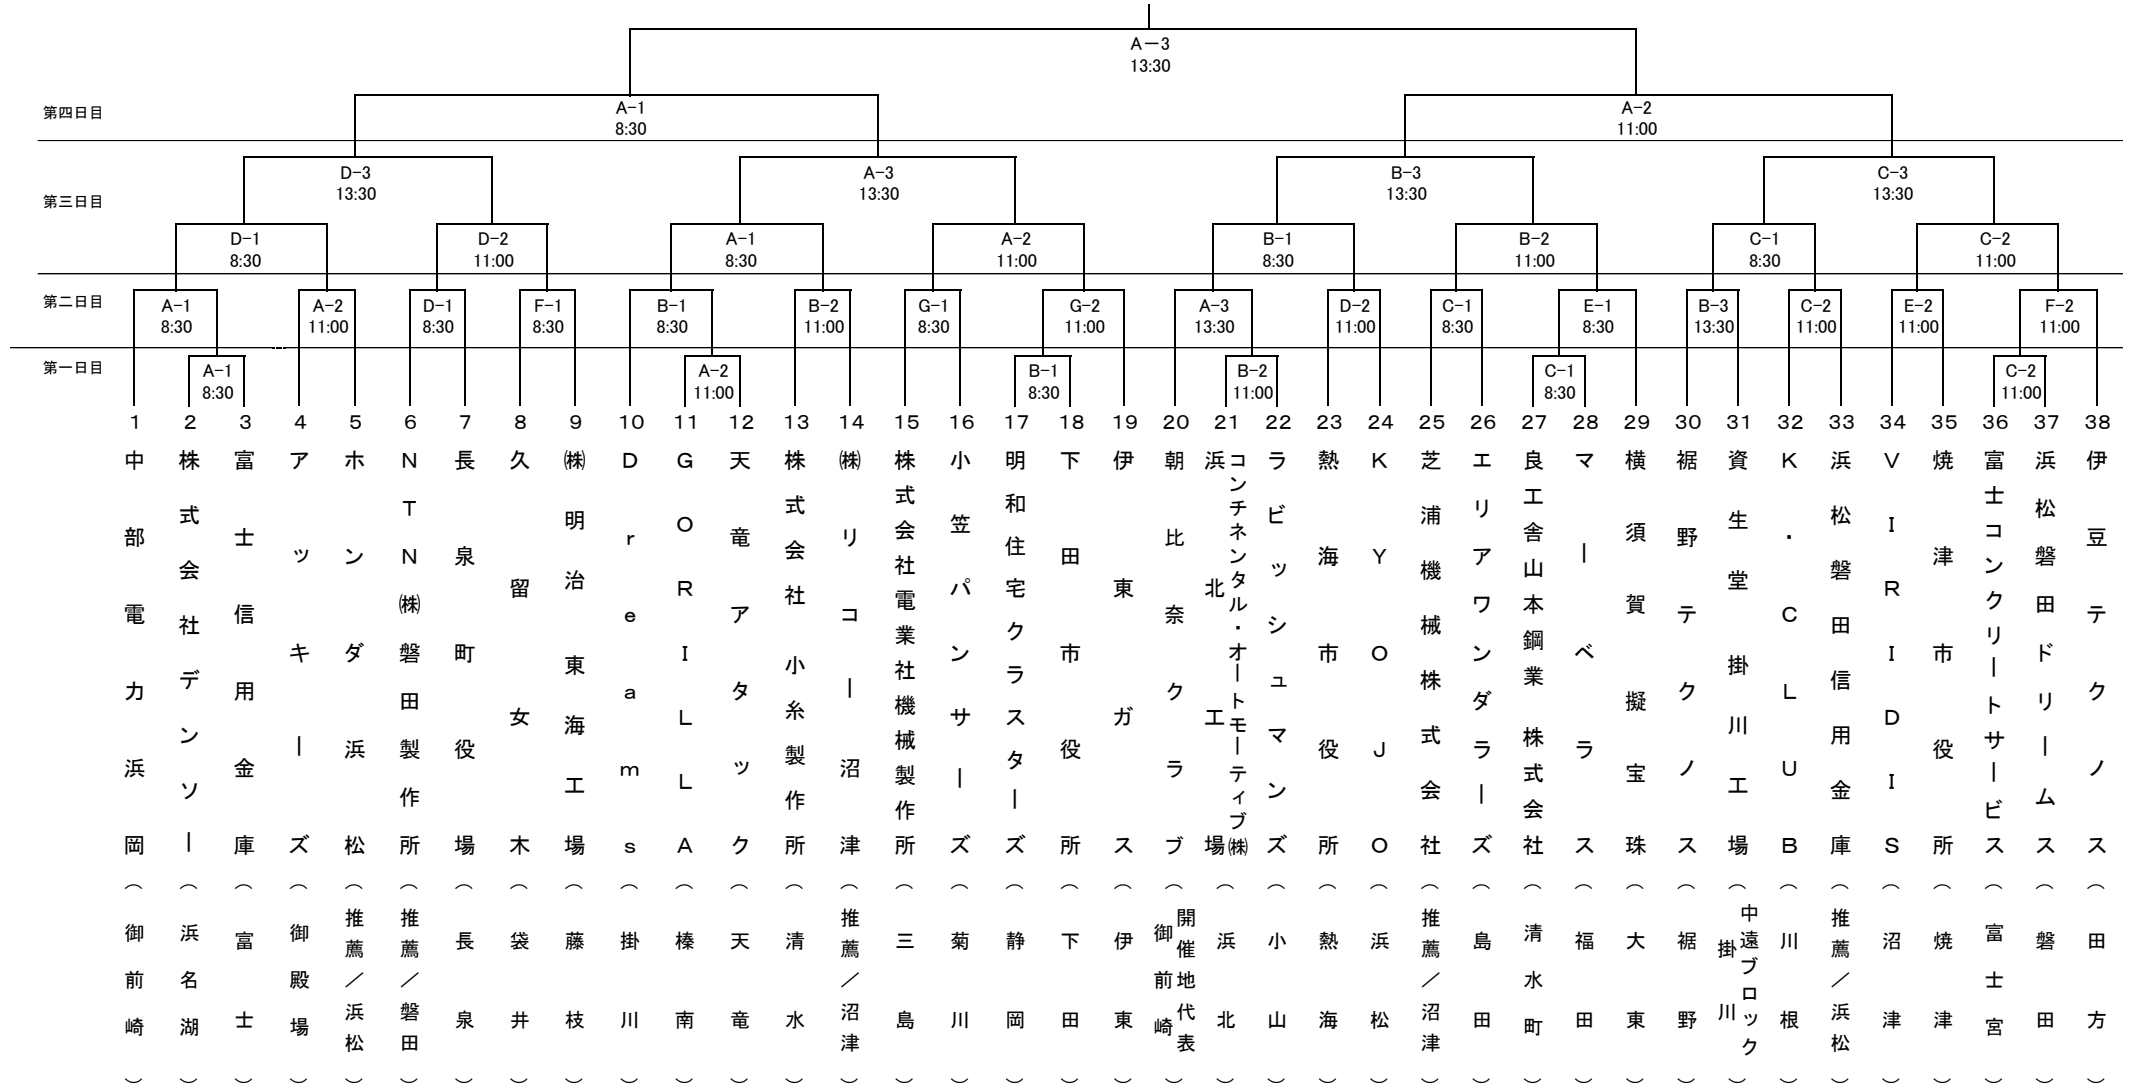 A－3
13:30
第四日目
A-1
8:30
A-2
11:00
第三日目
D-3
13:30
A-3
13:30
B-3
13:30
C-3
13:30
D-1
8:30
D-2
11:00
A-1
8:30
A-2
11:00
B-1
8:30
B-2
11:00
C-1
8:30
C-2
11:00
第二日目
A-1
8:30
A-2
11:00
D-1
8:30
F-1
8:30
B-1
8:30
B-2
11:00
G-1
8:30
G-2
11:00
A-3
13:30
D-2
11:00
C-1
8:30
E-1
8:30
B-3
13:30
C-2
11:00
E-2
11:00
F-2
11:00
第一日目
A-1
8:30
A-2
11:00
B-1
8:30
B-2
11:00
C-1
8:30
C-2
11:00
1 中部電力浜岡（御前崎）
2 株式会社デンソー（浜名湖）
3 富士信用金庫（富士）
4 アッキーズ（御殿場）
5 ホンダ浜松（推薦／浜松）
6 NTN㈱磐田製作所（推薦／磐田）
7 長泉町役場（長泉）
8 久留女木（袋井）
9 ㈱明治東海工場（藤枝）
10 Dreams（掛川）
11 GORILLA（榛南）
12 天竜アタック（天竜）
13 株式会社 小糸製作所（清水）
14 ㈱リコー沼津（推薦／沼津）
15 株式会社電業社機械製作所（三島）
16 小笠パンサーズ（菊川）
17 明和住宅クラスターズ（静岡）
18 下田市役所（下田）
19 伊東ガス（伊東）
20 朝比奈クラブ（開催地代表 御前崎）
21 コンチネンタル・オートモーティブ㈱ 浜北工場（浜北）
22 ラビッシュマンズ（小山）
23 熱海市役所（熱海）
24 KYOJO（浜松）
25 芝浦機械株式会社（推薦／沼津）
26 エリアワンダラーズ（島田）
27 良工舎山本鋼業 株式会社（清水町）
28 マーベラス（福田）
29 横須賀擬宝珠（大東）
30 裾野テクノス（裾野）
31 資生堂掛川工場（中遠ブロック 掛川）
32 K・CLUB（川根）
33 浜松磐田信用金庫（推薦／浜松）
34 VIRIDIS（沼津）
35 焼津市役所（焼津）
36 富士コンクリートサービス（富士宮）
37 浜松磐田ドリームス（磐田）
38 伊豆テクノス（田方）